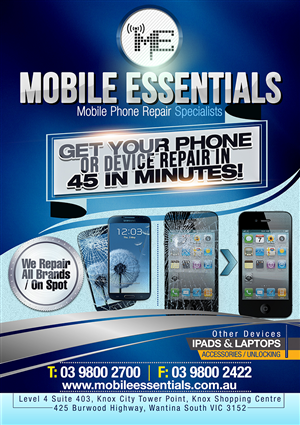 ME
MOBILE ESSENTIALS
Mobile Phone Repair Specialists
GET YOUR PHONE
OR DEVICE REPAIR IN
45 IN MINUTES!
We Repair
All Brands
/ On Spot
Other Devices
IPADS & LAPTOPS
ACCESSORIES / UNLOCKING
T: 03 9800 2700 | F: 03 9800 2422
www.mobileessentials.com.au
Level 4 Suite 403, Knox City Tower Point, Knox Shopping Centre
425 Burwood Highway, Wantina South VIC 3152